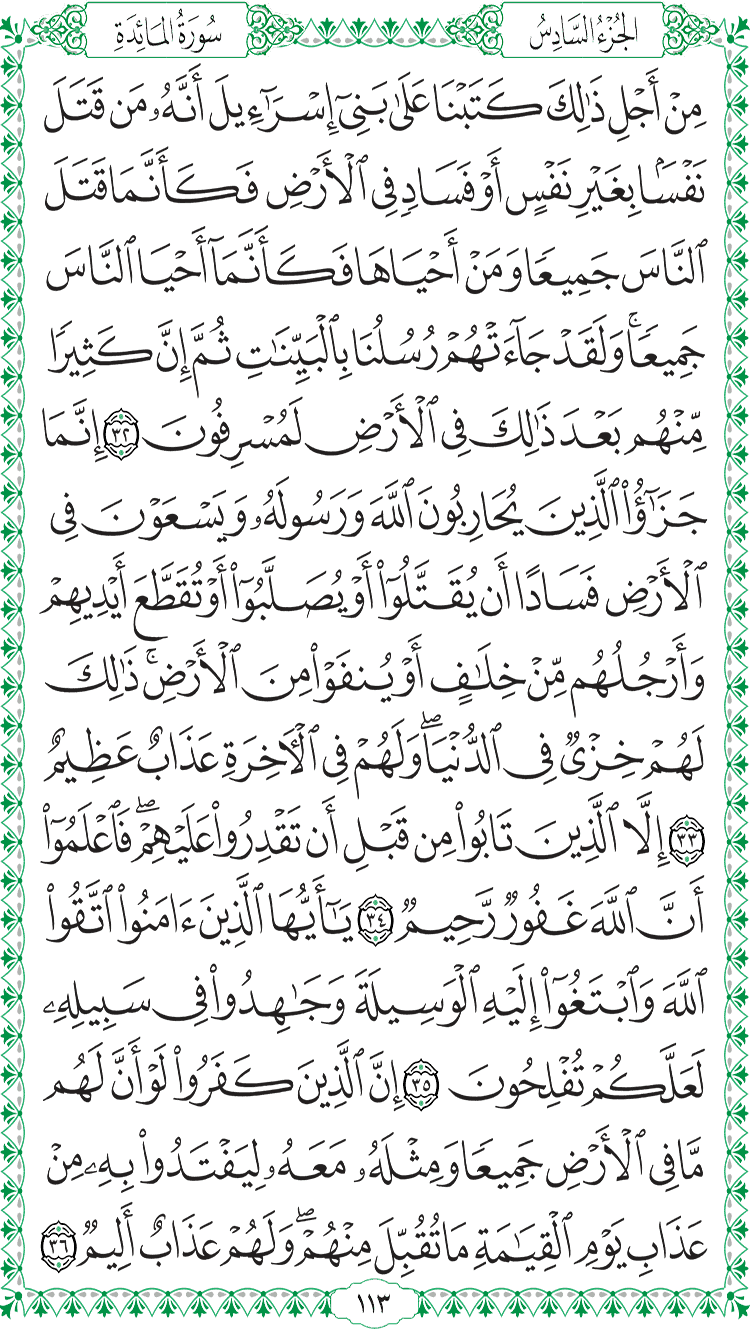 الجُزْءُ السَّادِسُ
سُورَةُ المَائِدَةِ
مِنْ أَجْلِ ذَٰلِكَ كَتَبْنَا عَلَىٰ بَنِيٓ إِسْرَٰٓءِيلَ أَنَّهُۥ مَن قَتَلَ
نَفْسَۢا بِغَيْرِ نَفْسٍ أَوْ فَسَادٖ فِي ٱلْأَرْضِ فَكَأَنَّمَا قَتَلَ
ٱلنَّاسَ جَمِيعٗا وَمَنْ أَحْيَاهَا فَكَأَنَّمَآ أَحْيَا ٱلنَّاسَ
جَمِيعٗاۚ وَلَقَدْ جَآءَتْهُمْ رُسُلُنَا بِٱلْبَيِّنَٰتِ ثُمَّ إِنَّ كَثِيرٗا
مِّنْهُم بَعْدَ ذَٰلِكَ فِي ٱلْأَرْضِ لَمُسْرِفُونَ ٣٢ إِنَّمَا
جَزَٰٓؤُاْ ٱلَّذِينَ يُحَارِبُونَ ٱللَّهَ وَرَسُولَهُۥ وَيَسْعَوْنَ فِي
ٱلْأَرْضِ فَسَادًا أَن يُقَتَّلُوٓاْ أَوْ يُصَلَّبُوٓاْ أَوْ تُقَطَّعَ أَيْدِيهِمْ
وَأَرْجُلُهُم مِّنْ خِلَٰفٍ أَوْ يُنفَوْاْ مِنَ ٱلْأَرْضِۚ ذَٰلِكَ
لَهُمْ خِزْيٞ فِي ٱلدُّنْيَاۖ وَلَهُمْ فِي ٱلْأٓخِرَةِ عَذَابٌ عَظِيمٌ
٣٣ إِلَّا ٱلَّذِينَ تَابُواْ مِن قَبْلِ أَن تَقْدِرُواْ عَلَيْهِمْۖ فَٱعْلَمُوٓاْ
أَنَّ ٱللَّهَ غَفُورٞ رَّحِيمٞ ٣٤ يَٰٓأَيُّهَا ٱلَّذِينَ ءَامَنُواْ ٱتَّقُواْ
ٱللَّهَ وَٱبْتَغُوٓاْ إِلَيْهِ ٱلْوَسِيلَةَ وَجَٰهِدُواْ فِي سَبِيلِهِۦ
لَعَلَّكُمْ تُفْلِحُونَ ٣٥ إِنَّ ٱلَّذِينَ كَفَرُواْ لَوْ أَنَّ لَهُم
مَّا فِي ٱلْأَرْضِ جَمِيعٗا وَمِثْلَهُۥ مَعَهُۥ لِيَفْتَدُواْ بِهِۦ مِنْ
عَذَابِ يَوْمِ ٱلْقِيَٰمَةِ مَا تُقُبِّلَ مِنْهُمْۖ وَلَهُمْ عَذَابٌ أَلِيمٞ ٣٦
١١٣